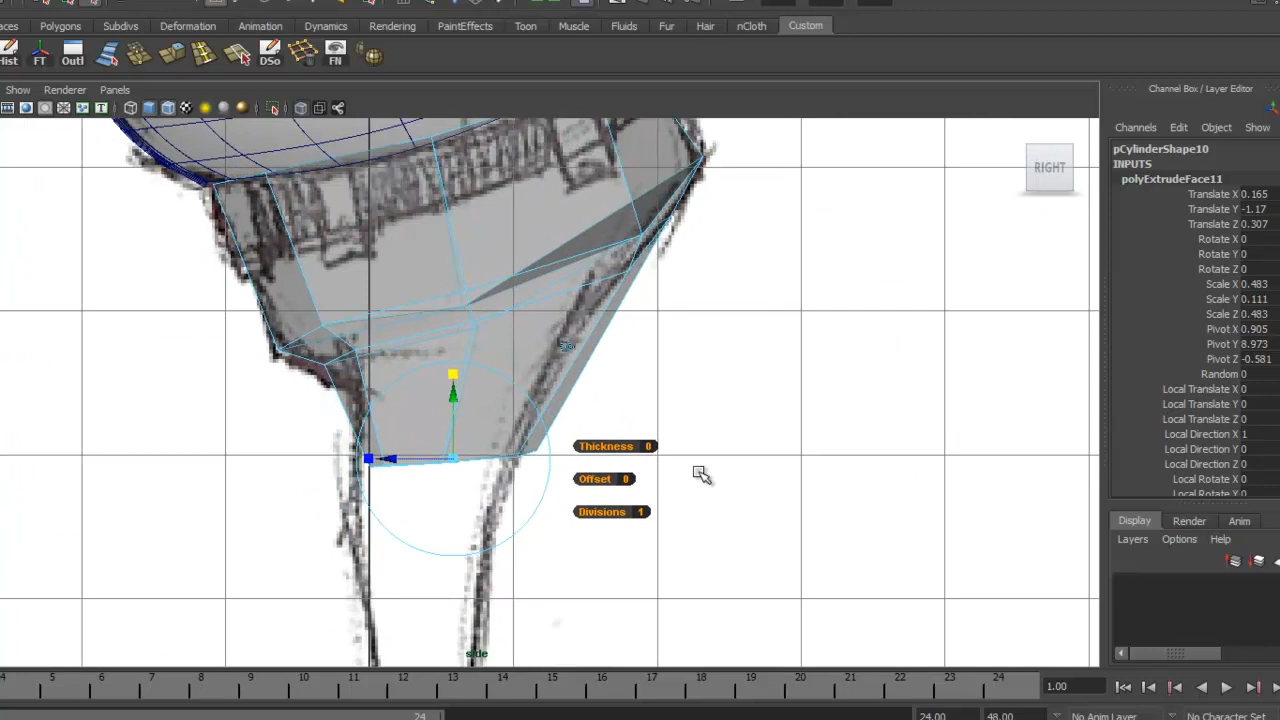 aces Polygons Subdivs Deformation Animation Dynamics Rendering PaintEffects Toon Muscle Fluids Fur Hair nCloth Custom
Hist FT Outl DSo FN
Show Renderer Panels
T
RIGHT
Thickness 0
Offset 0
Divisions 1
side
Channel Box / Layer Editor
Channels Edit Object Show
pCylinderShape10
INPUTS
polyExtrudeFace11
Translate X 0.165
Translate Y -1.17
Translate Z 0.307
Rotate X 0
Rotate Y 0
Rotate Z 0
Scale X 0.483
Scale Y 0.111
Scale Z 0.483
Pivot X 0.905
Pivot Y 8.973
Pivot Z -0.581
Random 0
Local Translate X 0
Local Translate Y 0
Local Translate Z 0
Local Direction X 1
Local Direction Y 0
Local Direction Z 0
Local Rotate X 0
Local Rotate Y 0
Display Render Anim
Layers Options Help
4 5 6 7 8 9 10 11 12 13 14 15 16 17 18 19 20 21 22 23 24
1.00
24
24.00 48.00 No Anim Layer No Character Set